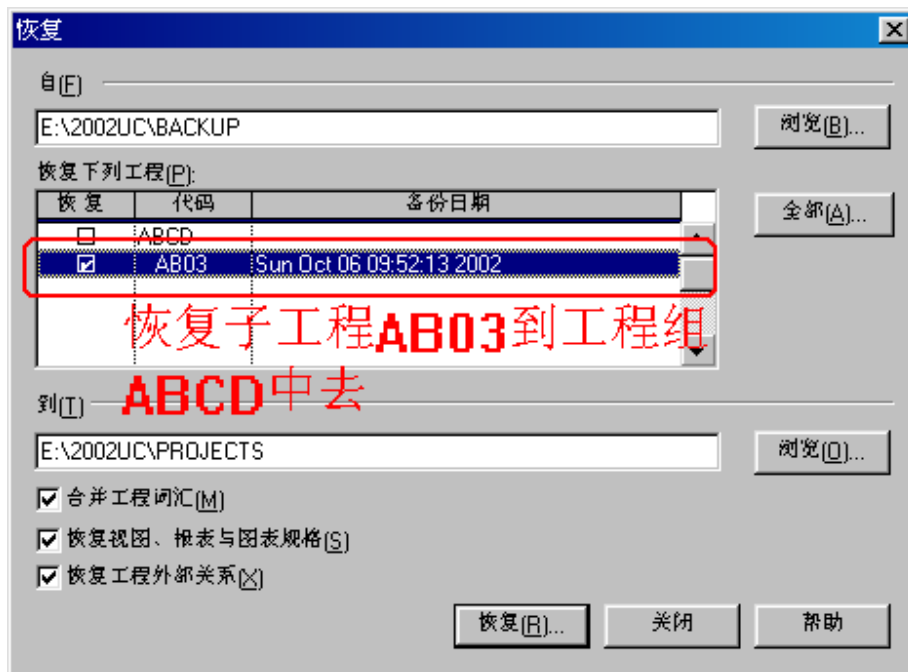 恢复
自(F)
E:\2002UC\BACKUP
浏览(B)...
恢复下列工程(P):
恢复 代码 备份日期
全部(A)...
ABCD
AB03 Sun Oct 06 09:52:13 2002
恢复子工程AB03到工程组
ABCD中去
到(T)
E:\2002UC\PROJECTS
浏览(O)...
合并工程词汇(M)
恢复视图、报表与图表规格(S)
恢复工程外部关系(X)
恢复(R)... 关闭 帮助